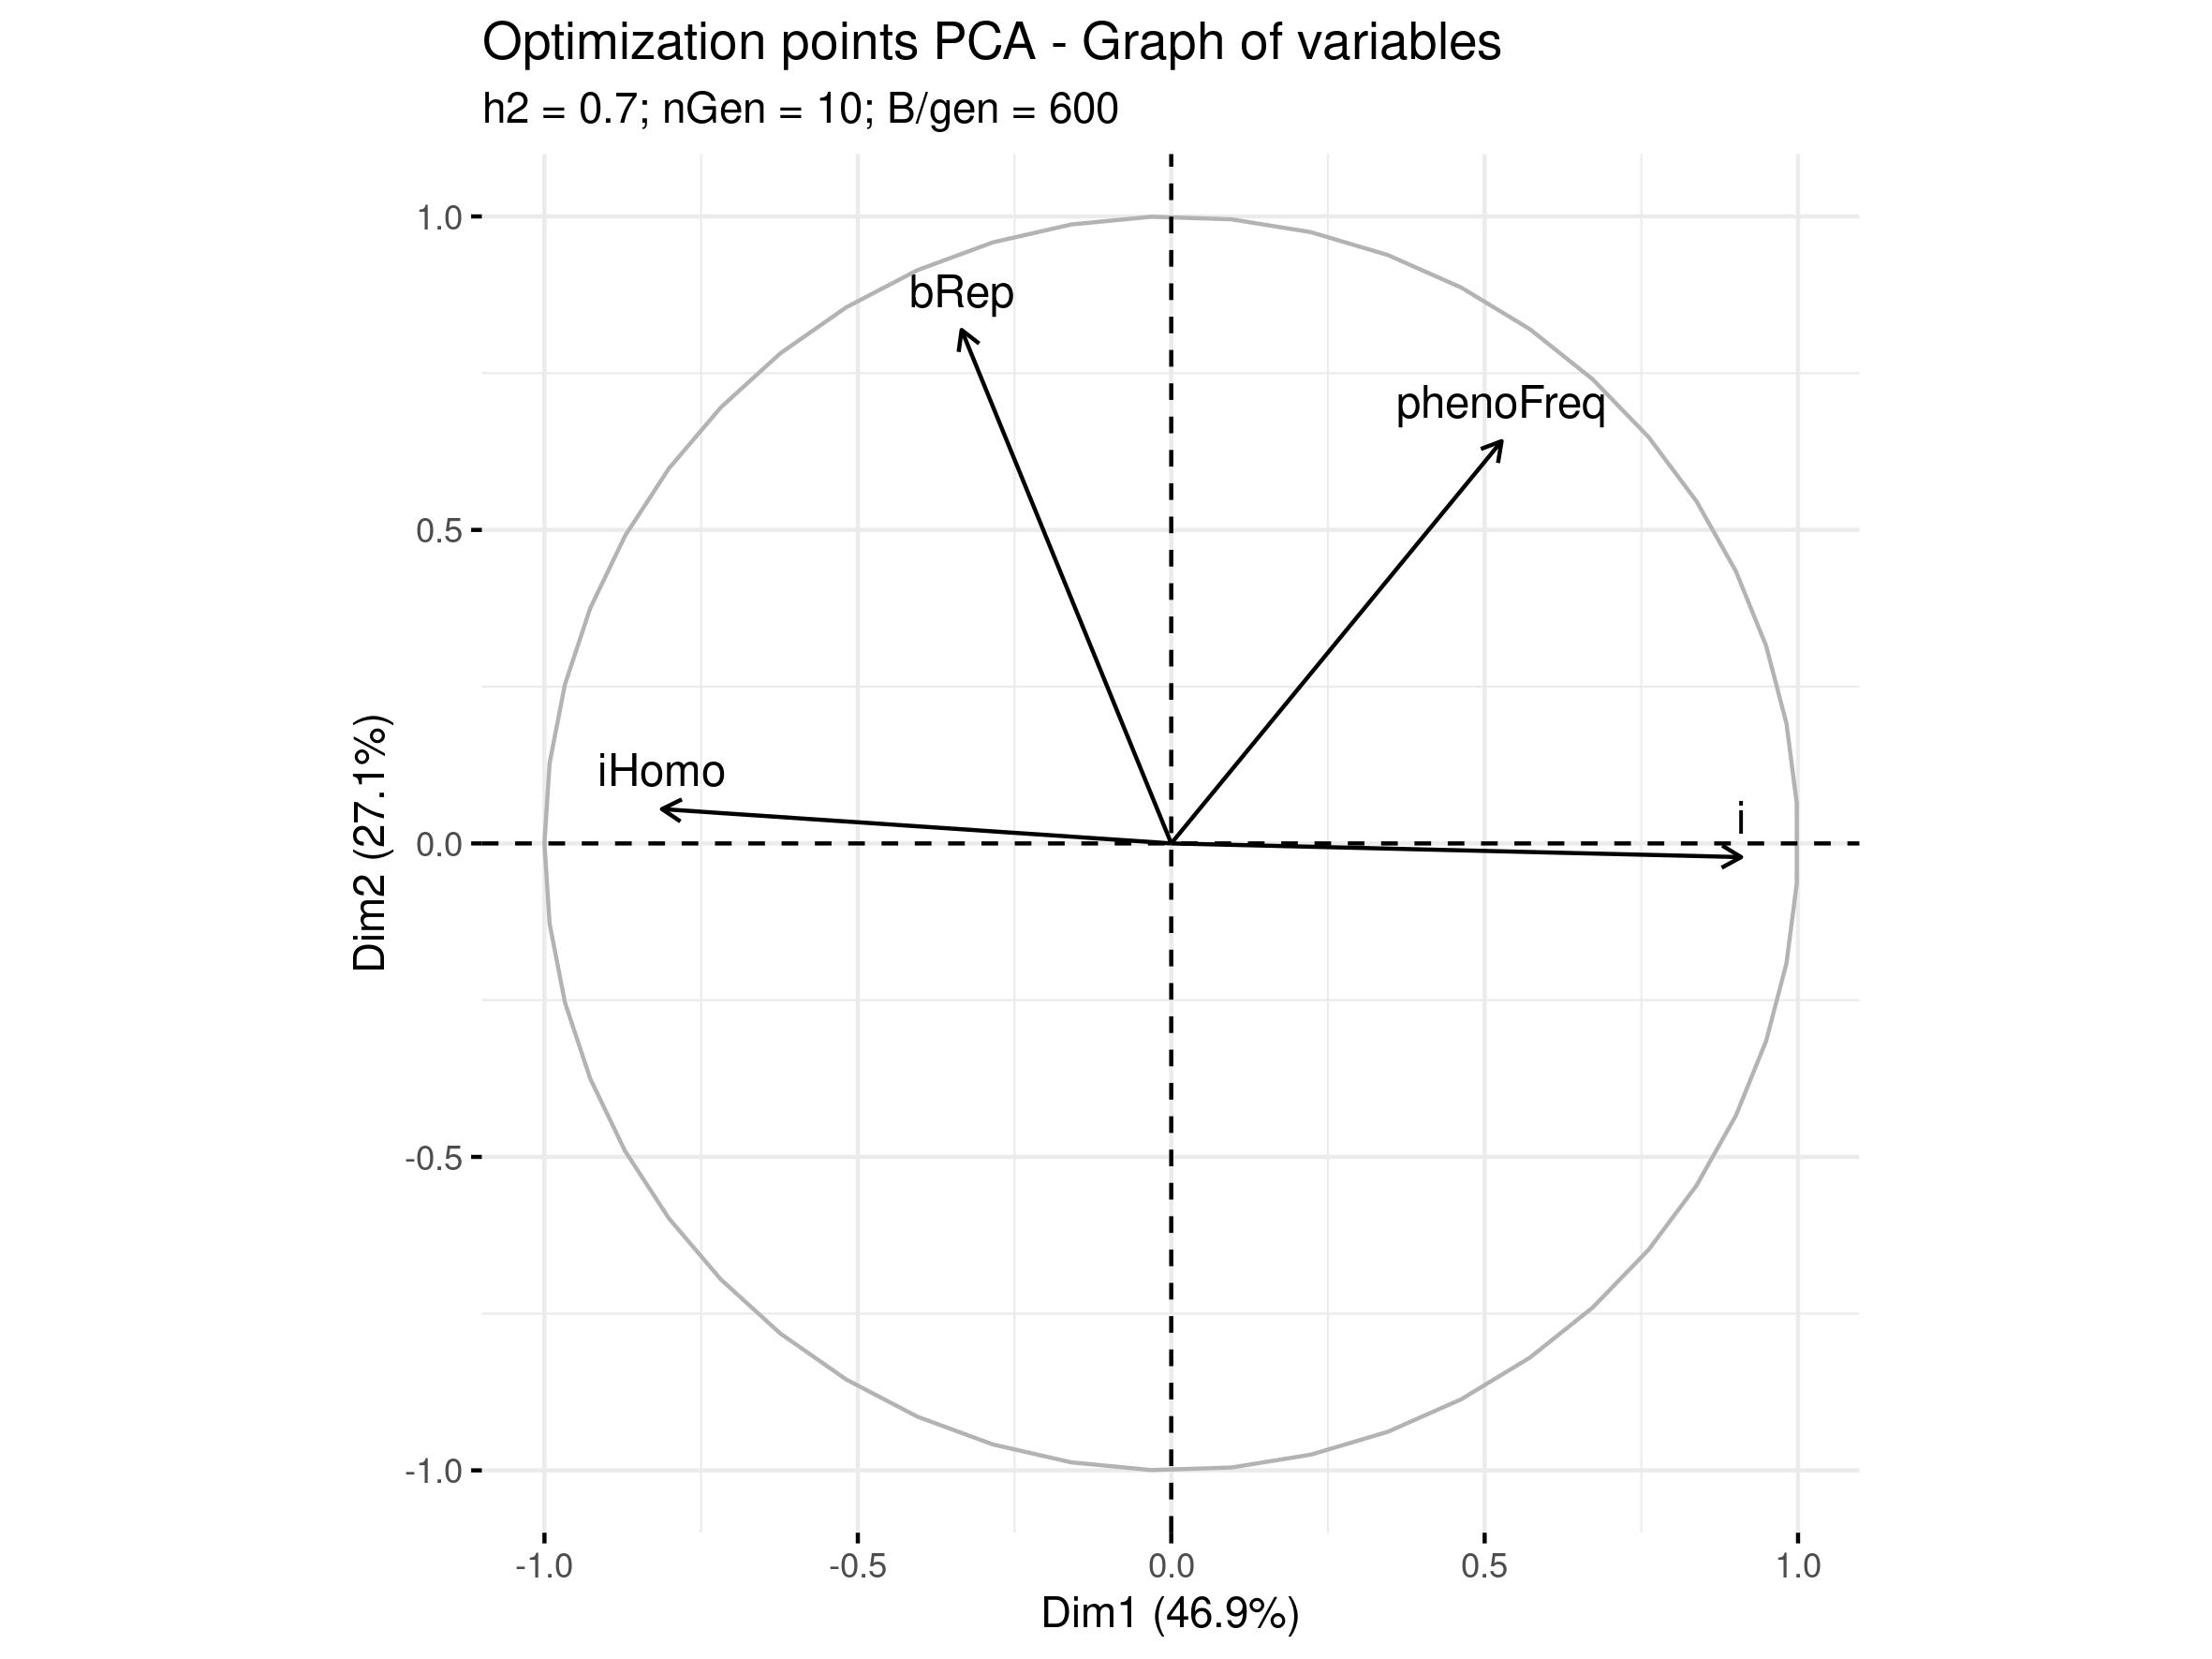 Optimization points PCA - Graph of variables
h2 = 0.7; nGen = 10; B/gen = 600
1.0
0.5
0.0
-0.5
-1.0
Dim2 (27.1%)
bRep
phenoFreq
iHomo
i
-1.0
-0.5
0.0
0.5
1.0
Dim1 (46.9%)